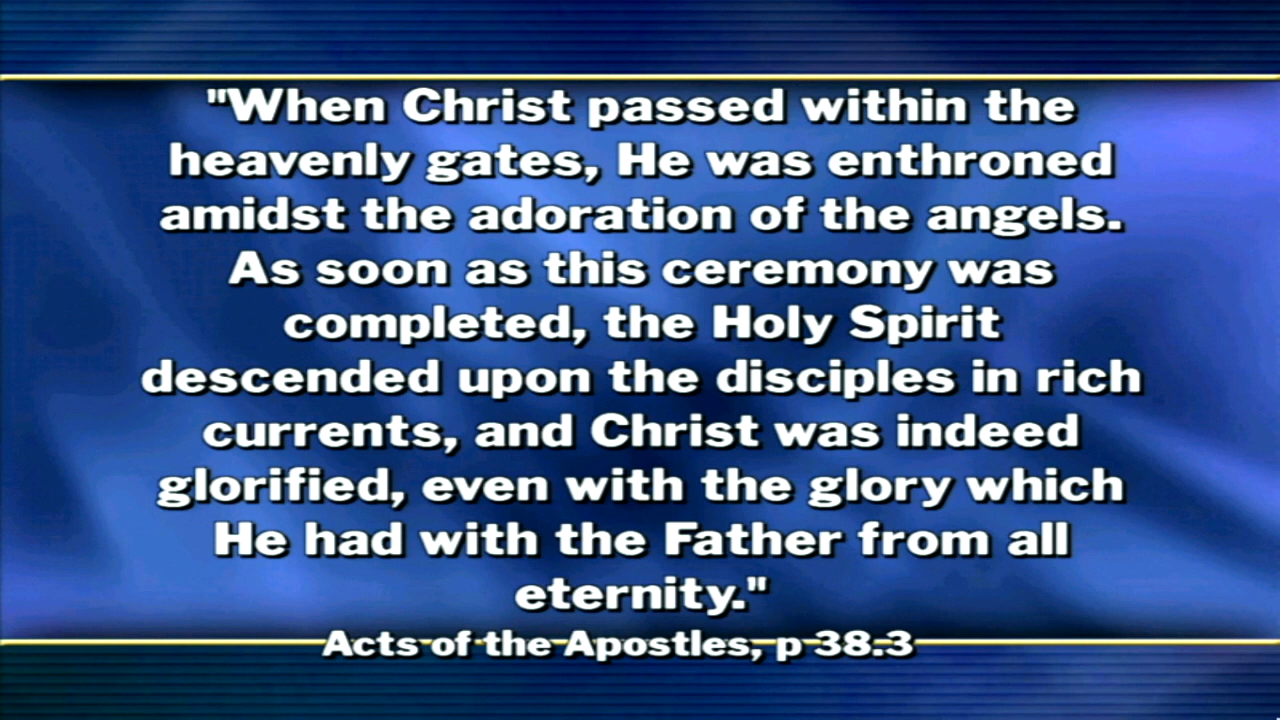 "When Christ passed within the
heavenly gates, He was enthroned
amidst the adoration of the angels.
As soon as this ceremony was
completed, the Holy Spirit
descended upon the disciples in rich
currents, and Christ was indeed
glorified, even with the glory which
He had with the Father from all
eternity."
Acts of the Apostles, p 38.3